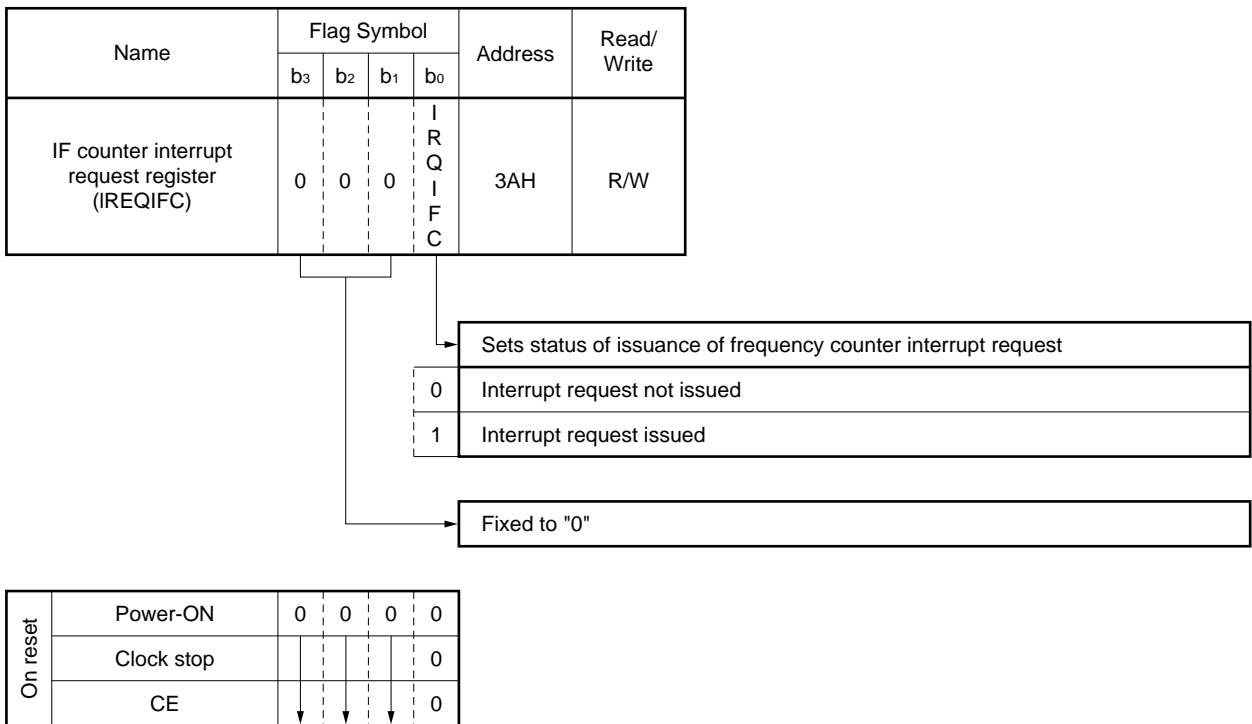 Name Flag Symbol Address Read/
Write
b3 b2 b1 b0
IF counter interrupt
request register
(IREQIFC)
0 0 0 IRQIFC 3AH R/W
Sets status of issuance of frequency counter interrupt request
0 Interrupt request not issued
1 Interrupt request issued
Fixed to "0"
On reset
Power-ON 0 0 0 0
Clock stop 0
CE 0